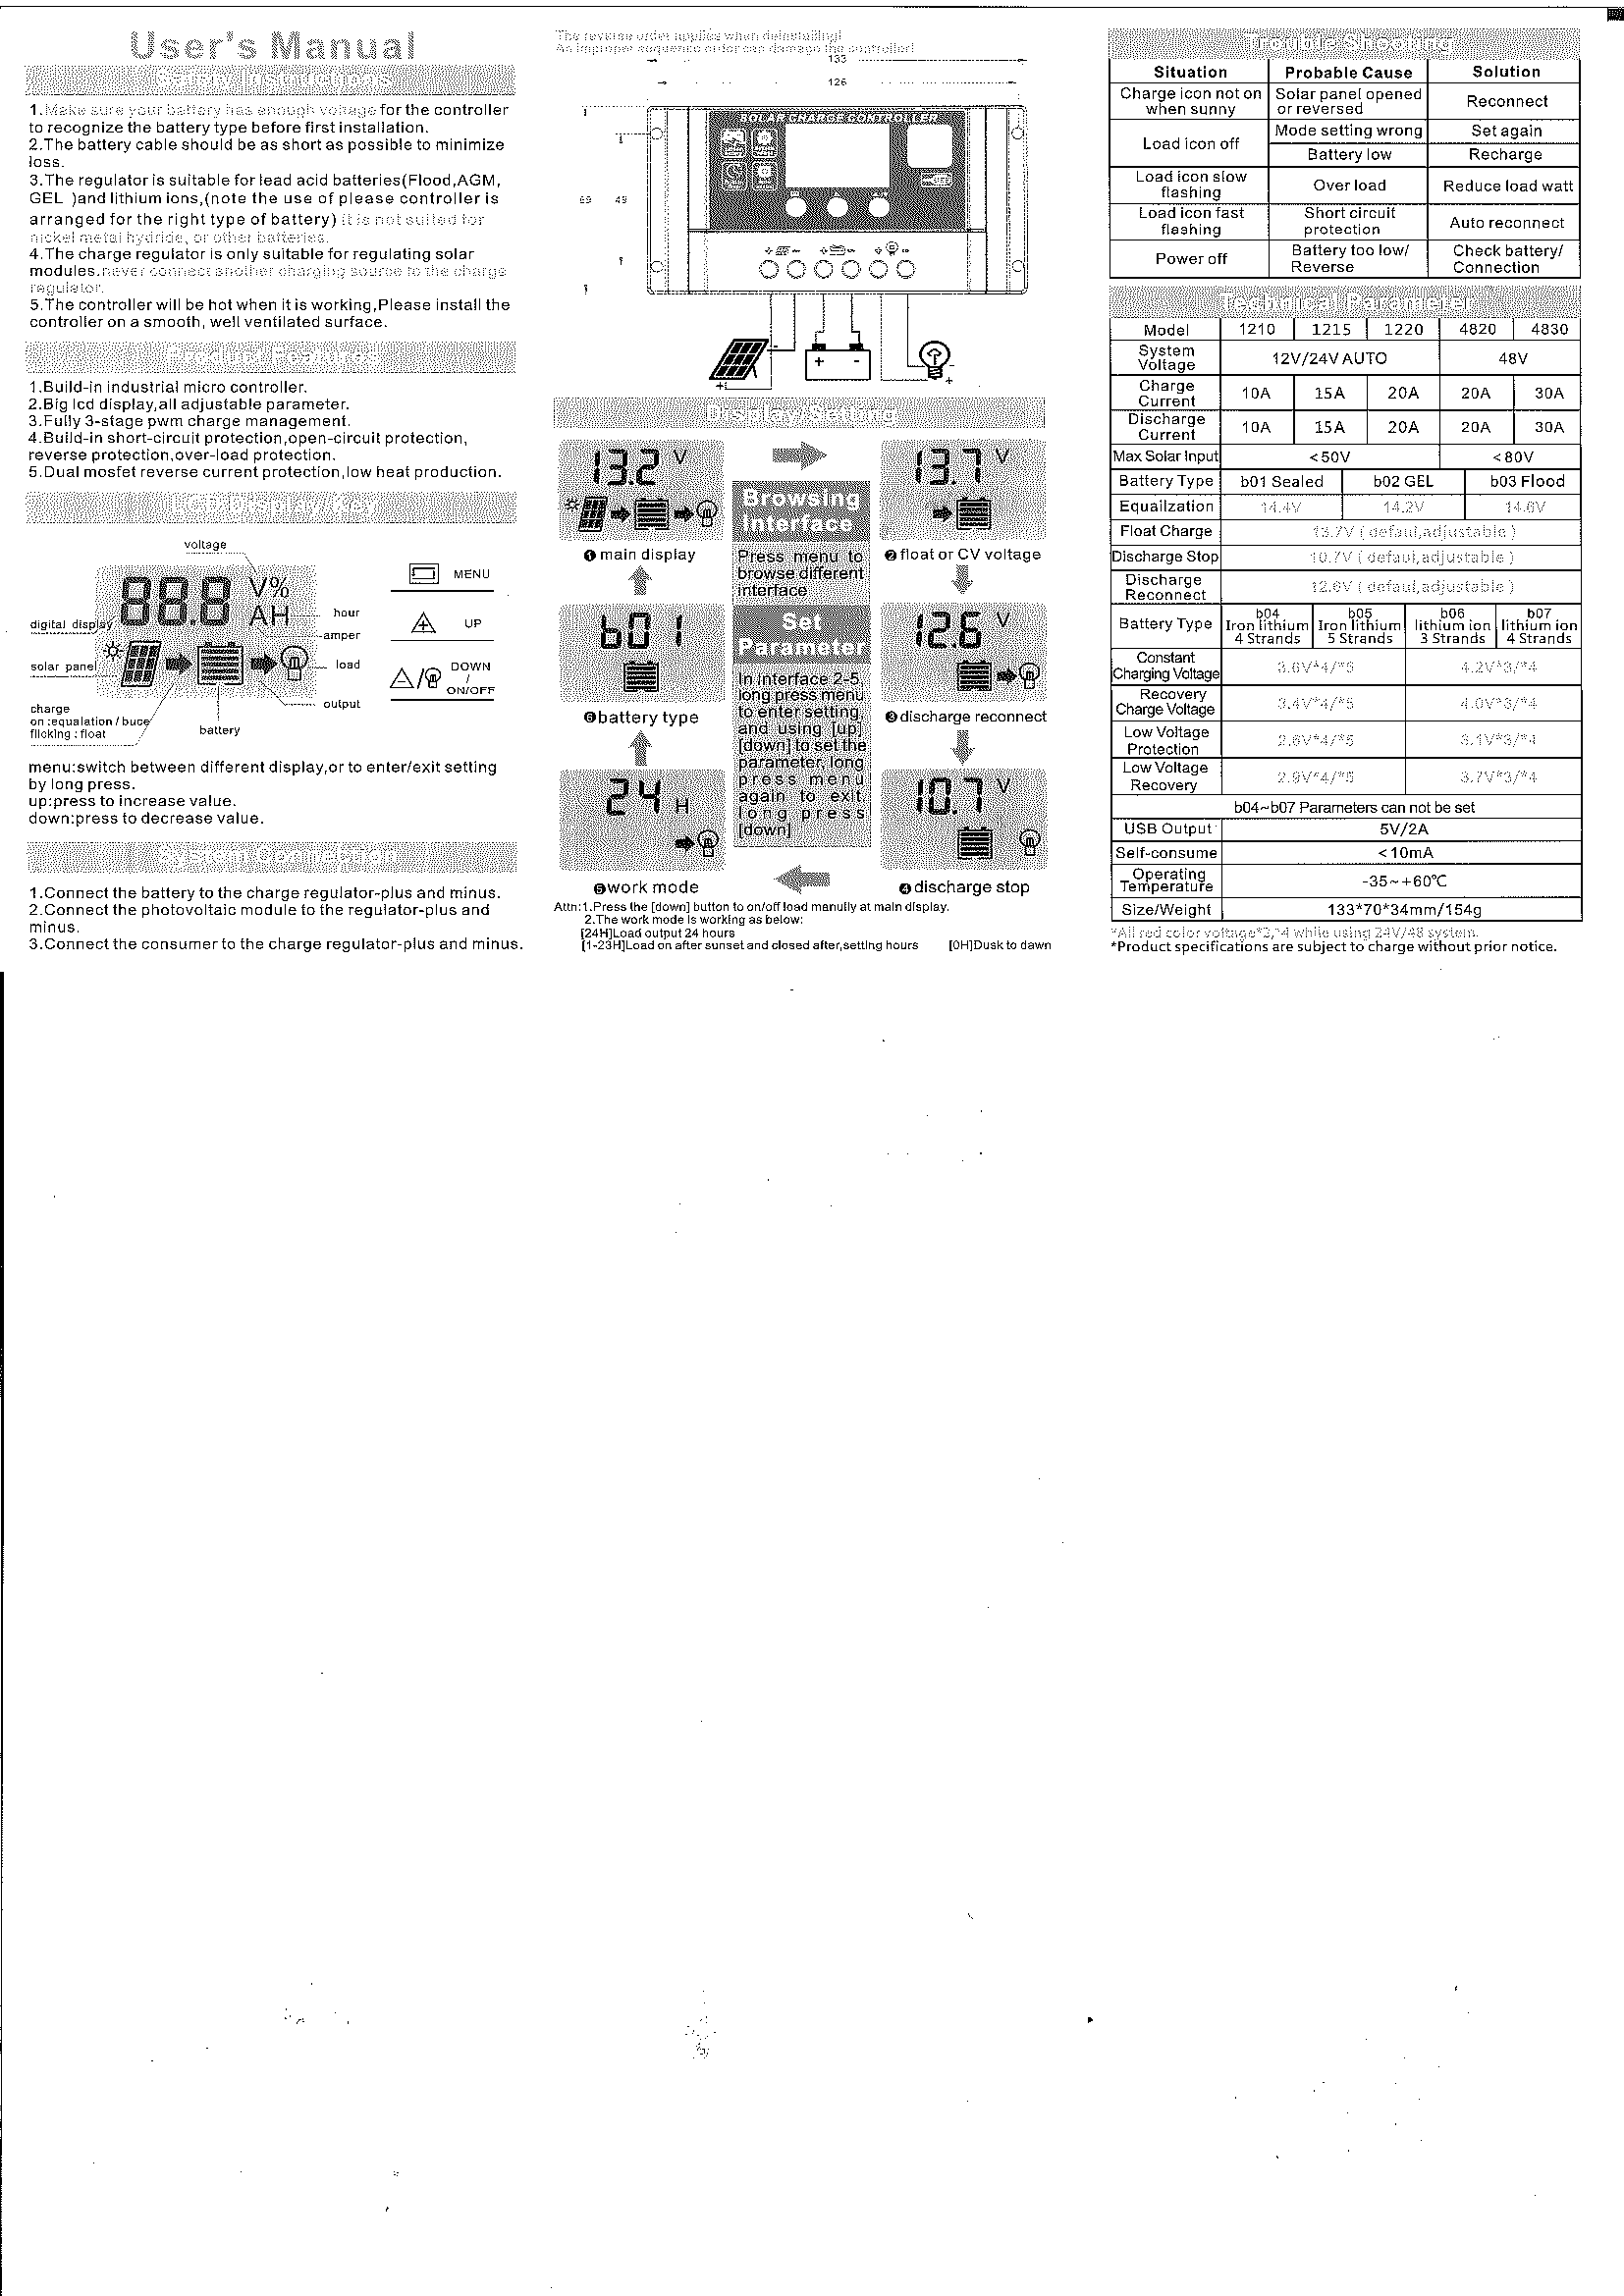 User's Manual
Safety Instructions
1.Make sure your battery has enough voltage for the controller
to recognize the battery type before first installation.
2.The battery cable should be as short as possible to minimize
loss.
3.The regulator is suitable for lead acid batteries(Flood,AGM,
GEL )and lithium ions,(note the use of please controller is
arranged for the right type of battery) it is not suited for
nickel metal hydride, or other batteries.
4.The charge regulator is only suitable for regulating solar
modules.never connect another charging source to the charge
regulator.
5.The controller will be hot when it is working,Please install the
controller on a smooth, well ventilated surface.
Product Features
1.Build-in industrial micro controller.
2.Big lcd display,all adjustable parameter.
3.Fully 3-stage pwm charge management.
4.Build-in short-circuit protection,open-circuit protection,
reverse protection,over-load protection.
5.Dual mosfet reverse current protection,low heat production.
LCD Display/Key
voltage
88.8 V%
AH
digital display
hour
amper
solar panel
load
charge
on :equalation / buce
flicking : float
battery
output
MENU
UP
DOWN
/
ON/OFF
menu:switch between different display,or to enter/exit setting
by long press.
up:press to increase value.
down:press to decrease value.
System Connection
1.Connect the battery to the charge regulator-plus and minus.
2.Connect the photovoltaic module to the regulator-plus and
minus.
3.Connect the consumer to the charge regulator-plus and minus.
The reverse order applies when deinstalling!
An improper sequence order can damage the controller!
133
126
SOLAR CHARGE CONTROLLER
69 49
+ -
- +
Display/Setting
13.2 V
❶ main display
Browsing
Interface
Press menu to
browse different
interface
13.7 V
❷ float or CV voltage
b01
❻ battery type
Set
Parameter
In interface 2-5,
long press menu
to enter setting,
and using [up]
[down] to set the
parameter, long
press menu
again to exit.
long press
[down]
12.6 V
❸ discharge reconnect
24 H
❺ work mode
10.7 V
❹ discharge stop
Attn:1.Press the [down] button to on/off load manully at main display.
2.The work mode is working as below:
[24H]Load output 24 hours
[1-23H]Load on after sunset and closed after,setting hours [0H]Dusk to dawn
Trouble Shooting
Situation Probable Cause Solution
Charge icon not on when sunny Solar panel opened or reversed Reconnect
Load icon off Mode setting wrong Set again
Battery low Recharge
Load icon slow flashing Over load Reduce load watt
Load icon fast flashing Short circuit protection Auto reconnect
Power off Battery too low/ Reverse Check battery/ Connection
Technical Parameter
Model 1210 1215 1220 4820 4830
System Voltage 12V/24V AUTO 48V
Charge Current 10A 15A 20A 20A 30A
Discharge Current 10A 15A 20A 20A 30A
Max Solar Input <50V <80V
Battery Type b01 Sealed b02 GEL b03 Flood
Equailzation 14.4V 14.2V 14.6V
Float Charge 13.7V ( defaul,adjustable )
Discharge Stop 10.7V ( defaul,adjustable )
Discharge Reconnect 12.6V ( defaul,adjustable )
Battery Type b04 Iron lithium 4 Strands b05 Iron lithium 5 Strands b06 lithium ion 3 Strands b07 lithium ion 4 Strands
Constant Charging Voltage 3.6V*4/*5 4.2V*3/*4
Recovery Charge Voltage 3.4V*4/*5 4.0V*3/*4
Low Voltage Protection 2.6V*4/*5 3.1V*3/*4
Low Voltage Recovery 2.9V*4/*5 3.7V*3/*4
b04~b07 Parameters can not be set
USB Output 5V/2A
Self-consume <10mA
Operating Temperature -35~+60℃
Size/Weight 133*70*34mm/154g
*All red color voltage*2,*4 while using 24V/48 system.
*Product specifications are subject to charge without prior notice.